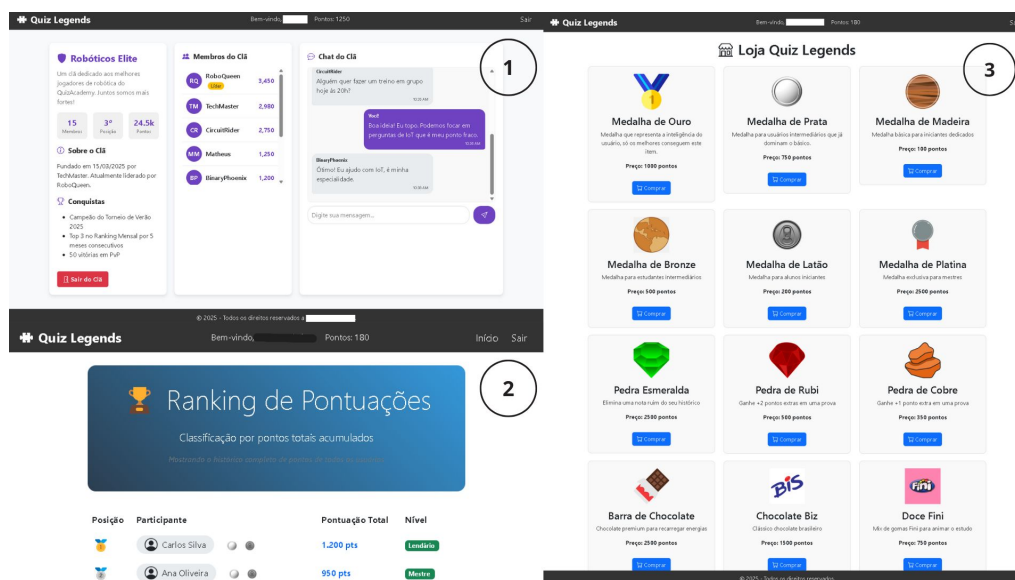 Quiz Legends
Bem-vindo,
Pontos: 1250
Sair
1
Robóticos Elite
Um clã dedicado aos melhores
jogadores de robótica do
QuizAcademy. Juntos somos mais
fortes!
15
Membros
3º
Posição
24.5k
Pontos
Sobre o Clã
Fundado em 15/03/2025 por
TechMaster. Atualmente liderado por
RoboQueen.
Conquistas
Campeão do Torneio de Verão
2025
Top 3 no Ranking Mensal por 5
meses consecutivos
50 vitórias em PvP
Sair do Clã
Membros do Clã
RQ RoboQueen 3,450
Líder
TM TechMaster 2,980
CR CircuitRider 2,750
MM Matheus 1,250
BP BinaryPhoenix 1,200
Chat do Clã
CircuitRider
Alguém quer fazer um treino em grupo
hoje às 20h?
Você
Boa ideia! Eu topo. Podemos focar em
perguntas de IoT que é meu ponto fraco.
BinaryPhoenix
Ótimo! Eu ajudo com IoT, é minha
especialidade.
Digite sua mensagem...
© 2025 - Todos os direitos reservados a
Quiz Legends
Bem-vindo,
Pontos: 180
Início
Sair
2
Ranking de Pontuações
Classificação por pontos totais acumulados
Mostrando o histórico completo de pontos de todos os usuários
Posição Participante Pontuação Total Nível
1 Carlos Silva 1.200 pts Lendário
2 Ana Oliveira 950 pts Mestre
Quiz Legends
Bem-vindo,
Pontos: 180
Sair
3
Loja Quiz Legends
1
Medalha de Ouro
Medalha que representa a inteligência do
usuário, só os melhores conseguem este
item.
Preço: 1000 pontos
Comprar
Medalha de Prata
Medalha para usuários intermediários que já
dominam o básico.
Preço: 750 pontos
Comprar
Medalha de Madeira
Medalha básica para iniciantes dedicados
Preço: 100 pontos
Comprar
Medalha de Bronze
Medalha para estudantes intermediários
Preço: 500 pontos
Comprar
Medalha de Latão
Medalha para alunos iniciantes
Preço: 200 pontos
Comprar
Medalha de Platina
Medalha exclusiva para mestres
Preço: 2500 pontos
Comprar
Pedra Esmeralda
Elimina uma nota ruim do seu histórico
Preço: 2500 pontos
Comprar
Pedra de Rubi
Ganhe +2 pontos extras em uma prova
Preço: 500 pontos
Comprar
Pedra de Cobre
Ganhe +1 ponto extra em uma prova
Preço: 350 pontos
Comprar
Barra de Chocolate
Chocolate premium para recarregar energias
Preço: 2500 pontos
Comprar
BIS
Chocolate Biz
Clássico chocolate brasileiro
Preço: 1500 pontos
Comprar
Fini
Doce Fini
Mix de gomas Fini para animar o estudo
Preço: 750 pontos
Comprar
© 2025 - Todos os direitos reservados